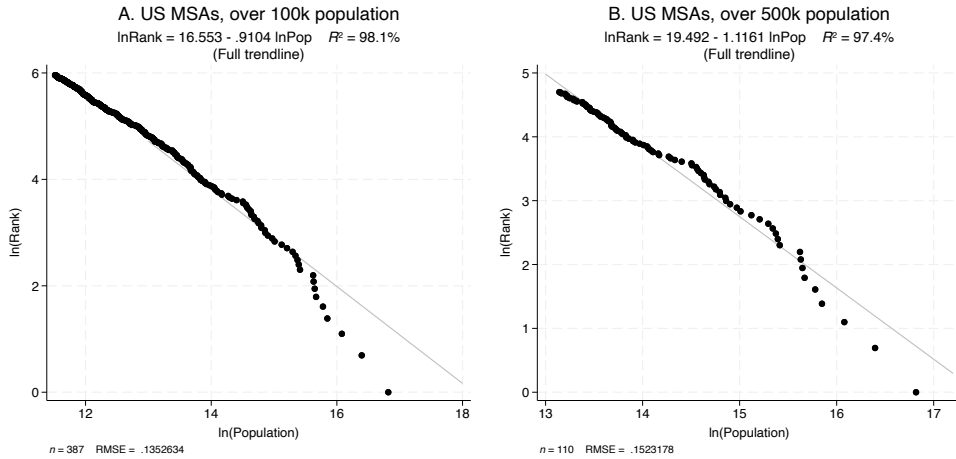 A. US MSAs, over 100k population
lnRank = 16.553 - .9104 lnPop R² = 98.1%
(Full trendline)
6
4
2
0
ln(Rank)
12
14
16
18
ln(Population)
n = 387 RMSE = .1352634
B. US MSAs, over 500k population
lnRank = 19.492 - 1.1161 lnPop R² = 97.4%
(Full trendline)
5
4
3
2
1
0
ln(Rank)
13
14
15
16
17
ln(Population)
n = 110 RMSE = .1523178